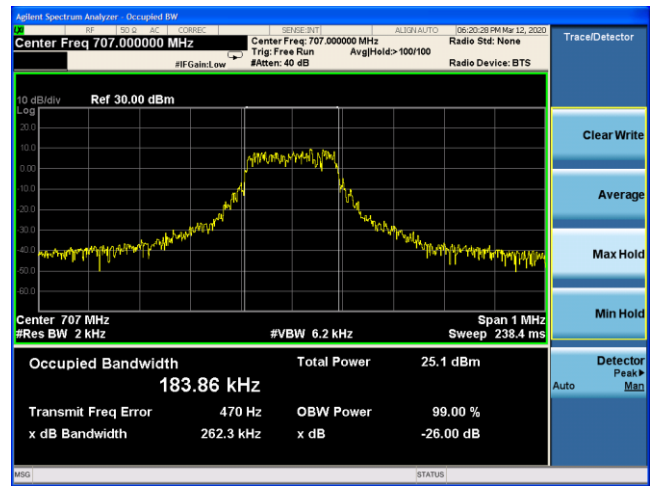 Agilent Spectrum Analyzer - Occupied BW
RF 50 Ω AC CORREC SENSE:INT ALIGN AUTO 06:20:28 PM Mar 12, 2020
Center Freq 707.000000 MHz
Center Freq: 707.000000 MHz Radio Std: None
Trig: Free Run Avg|Hold:> 100/100
#IFGain:Low #Atten: 40 dB Radio Device: BTS
Trace/Detector
10 dB/div Ref 30.00 dBm
Log
20.0
10.0
0.00
-10.0
-20.0
-30.0
-40.0
-50.0
-60.0
Center 707 MHz Span 1 MHz
#Res BW 2 kHz #VBW 6.2 kHz Sweep 238.4 ms
Clear Write
Average
Max Hold
Min Hold
Detector
Peak▶
Auto Man
Occupied Bandwidth Total Power 25.1 dBm
183.86 kHz
Transmit Freq Error 470 Hz OBW Power 99.00 %
x dB Bandwidth 262.3 kHz x dB -26.00 dB
MSG STATUS